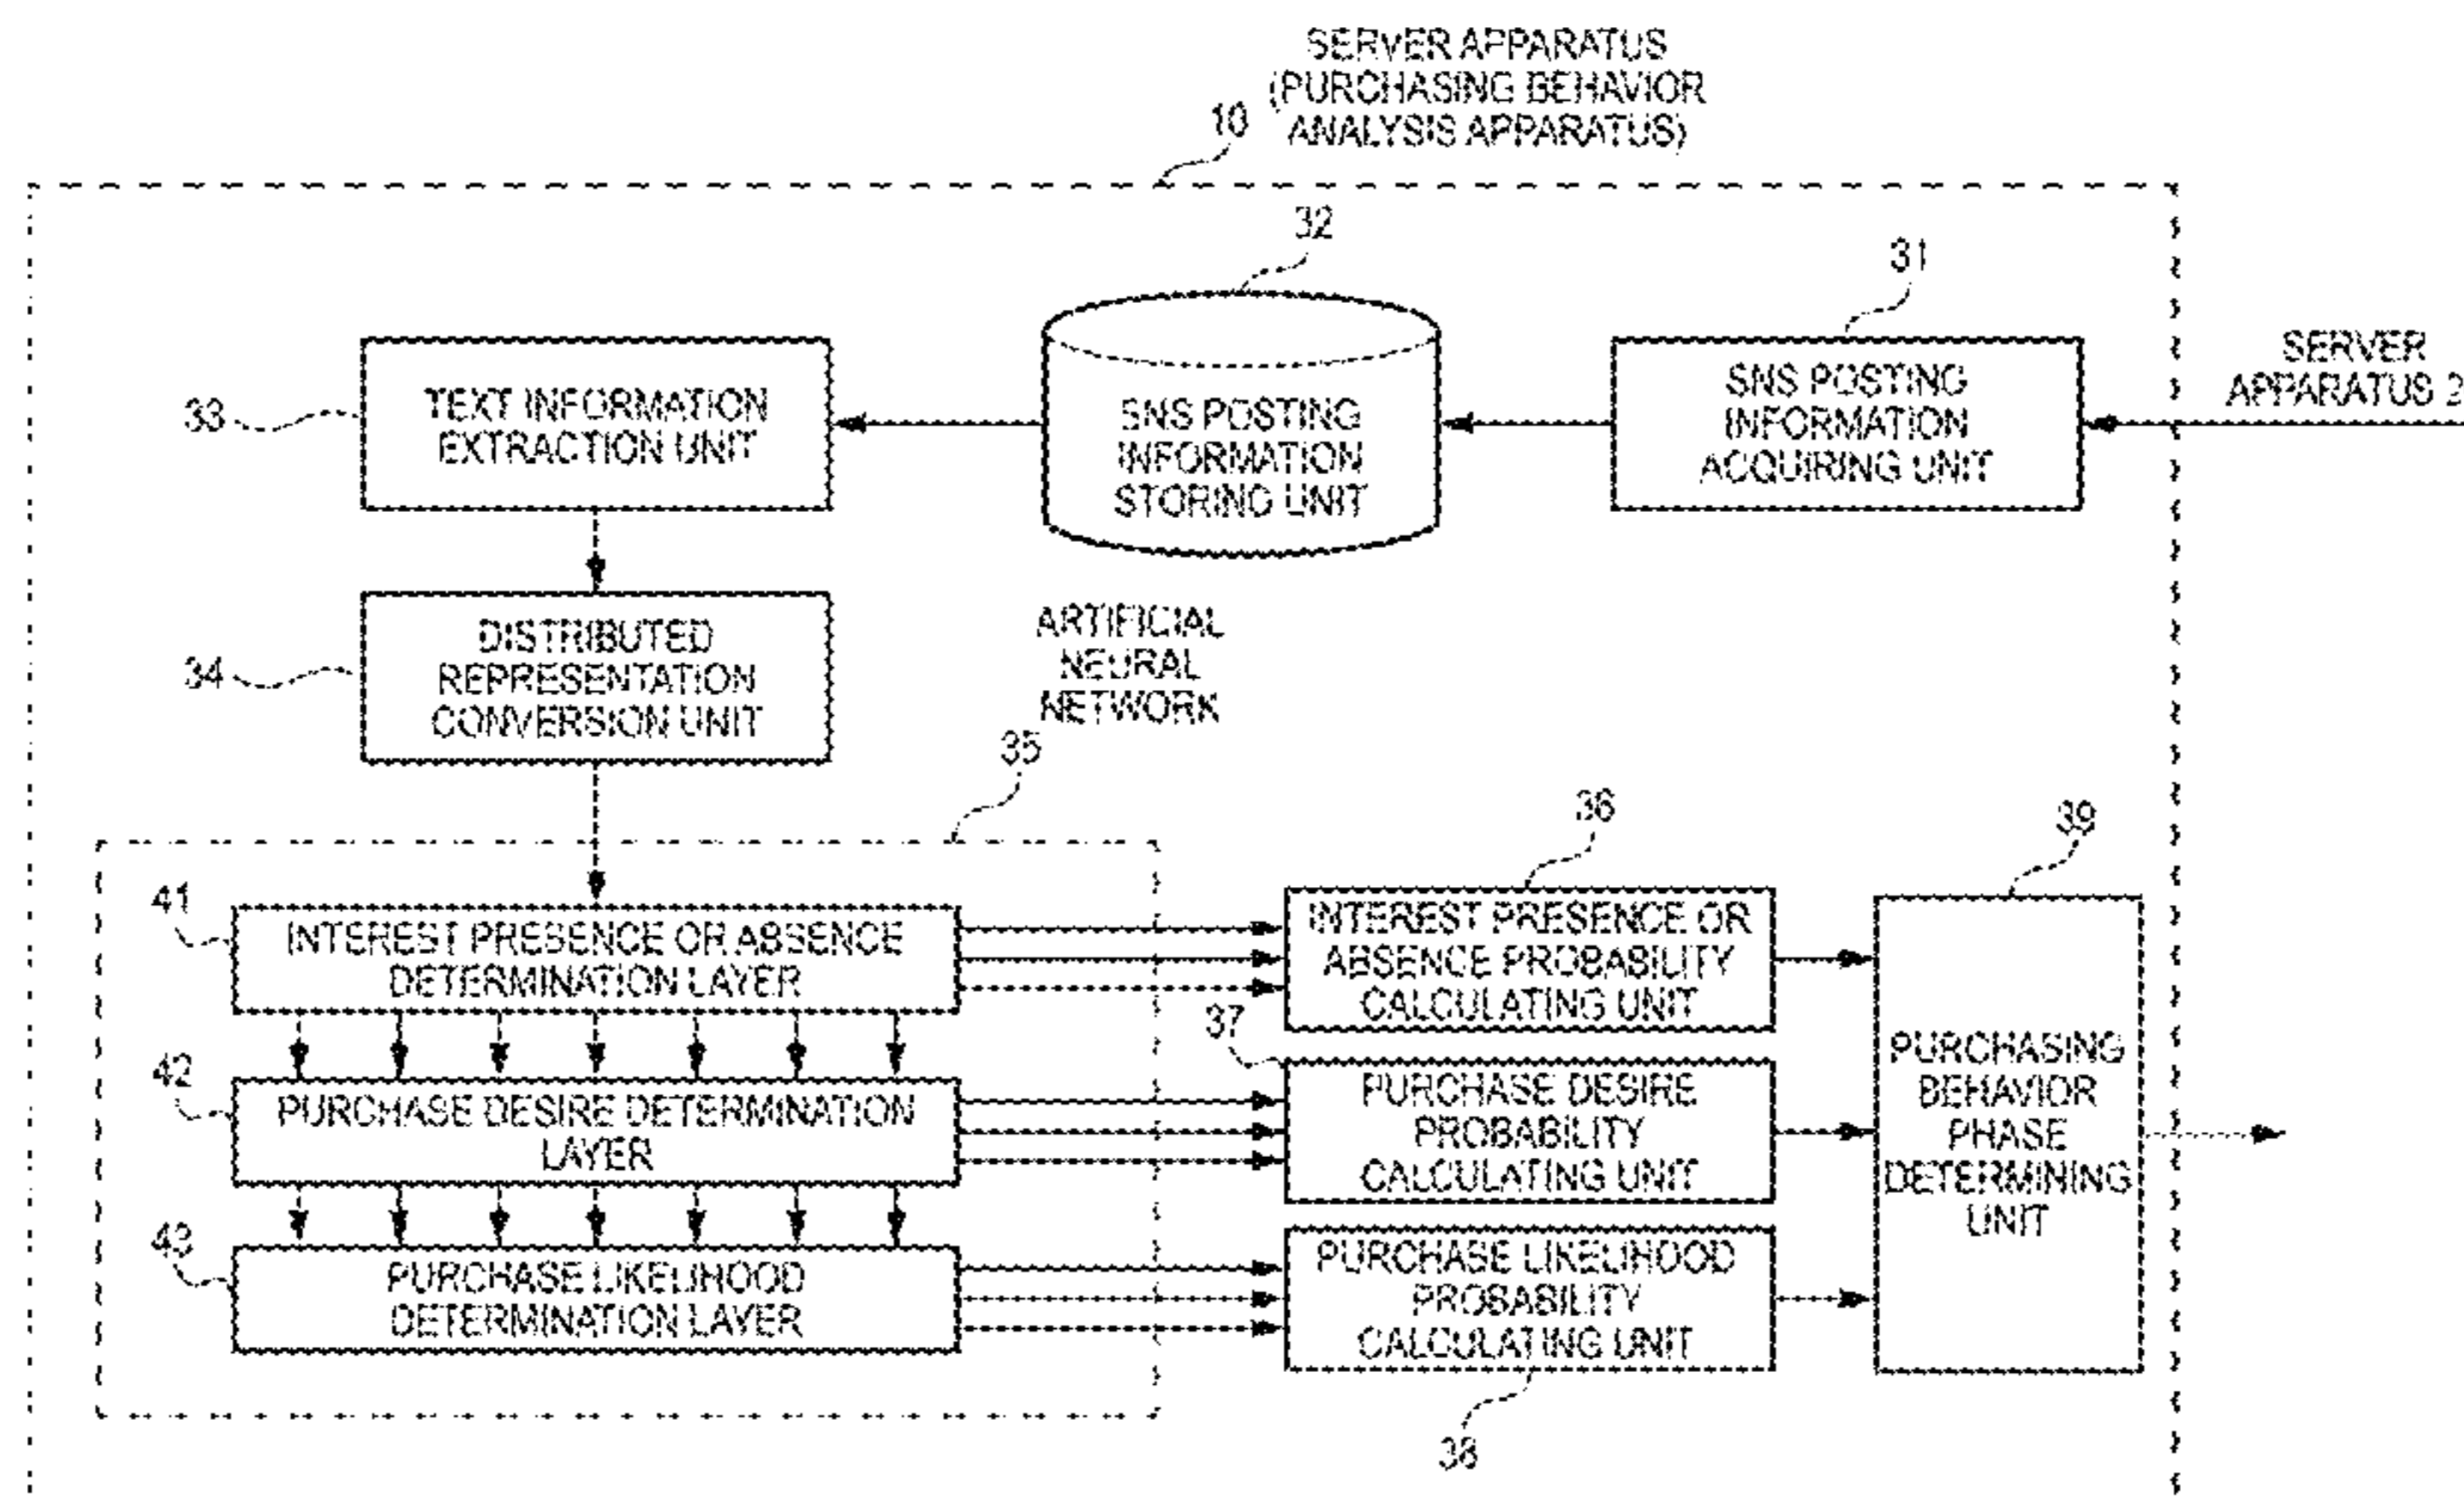 SERVER APPARATUS
(PURCHASING BEHAVIOR
ANALYSIS APPARATUS)
10
32
31
SERVER
APPARATUS 2
SNS POSTING
INFORMATION
ACQUIRING UNIT
SNS POSTING
INFORMATION
STORING UNIT
33
TEXT INFORMATION
EXTRACTION UNIT
34
DISTRIBUTED
REPRESENTATION
CONVERSION UNIT
ARTIFICIAL
NEURAL
NETWORK
35
41
INTEREST PRESENCE OR ABSENCE
DETERMINATION LAYER
42
PURCHASE DESIRE DETERMINATION
LAYER
43
PURCHASE LIKELIHOOD
DETERMINATION LAYER
36
INTEREST PRESENCE OR
ABSENCE PROBABILITY
CALCULATING UNIT
37
PURCHASE DESIRE
PROBABILITY
CALCULATING UNIT
PURCHASE LIKELIHOOD
PROBABILITY
CALCULATING UNIT
38
39
PURCHASING
BEHAVIOR
PHASE
DETERMINING
UNIT